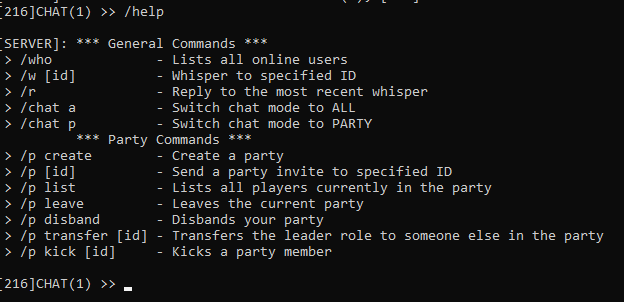 [216]CHAT(1) >> /help
[SERVER]: *** General Commands ***
> /who - Lists all online users
> /w [id] - Whisper to specified ID
> /r - Reply to the most recent whisper
> /chat a - Switch chat mode to ALL
> /chat p - Switch chat mode to PARTY
*** Party Commands ***
> /p create - Create a party
> /p [id] - Send a party invite to specified ID
> /p list - Lists all players currently in the party
> /p leave - Leaves the current party
> /p disband - Disbands your party
> /p transfer [id] - Transfers the leader role to someone else in the party
> /p kick [id] - Kicks a party member
[216]CHAT(1) >> _